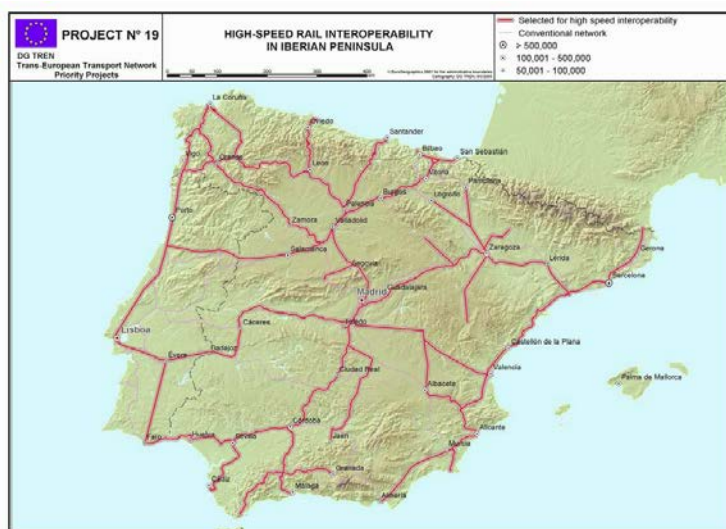 PROJECT N° 19
DG TREN
Trans-European Transport Network
Priority Projects
HIGH-SPEED RAIL INTEROPERABILITY
IN IBERIAN PENINSULA
Selected for high speed interoperability
Conventional network
> 500,000
100,001 - 500,000
50,001 - 100,000
La Coruña
Oviedo
Santander
Bilbao
San Sebastián
Vigo
Orense
Leon
Vitoria
Pamplona
Burgos
Logroño
Palencia
Porto
Zamora
Valladolid
Gerona
Salamanca
Segovia
Zaragoza
Lérida
Barcelona
Madrid
Guadalajara
Lisboa
Cáceres
Toledo
Castellón de la Plana
Évora
Badajoz
Ciudad Real
Valencia
Albacete
Palma de Mallorca
Faro
Huelva
Sevilla
Córdoba
Jaen
Alicante
Murcia
Granada
Cádiz
Málaga
Almería